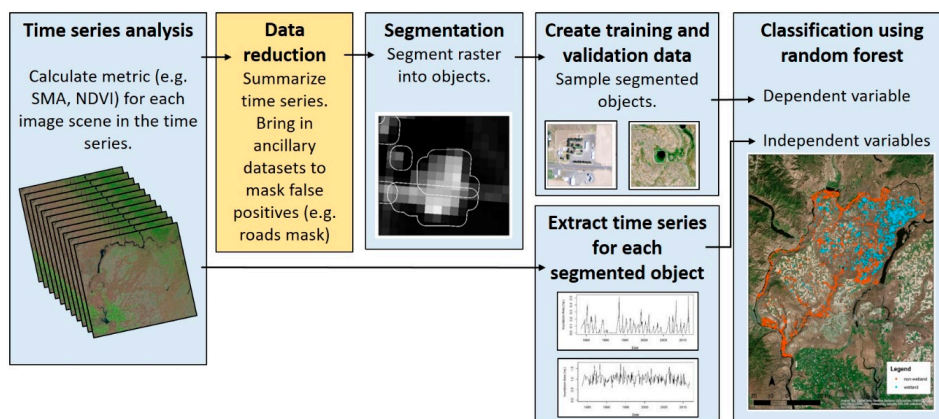 Time series analysis
Calculate metric (e.g.
SMA, NDVI) for each
image scene in the time
series.
Data
reduction
Summarize
time series.
Bring in
ancillary
datasets to
mask false
positives (e.g.
roads mask)
Segmentation
Segment raster
into objects.
Create training and
validation data
Sample segmented
objects.
Extract time series
for each
segmented object
Classification using
random forest
Dependent variable
Independent variables
Legend
non-wetland
wetland